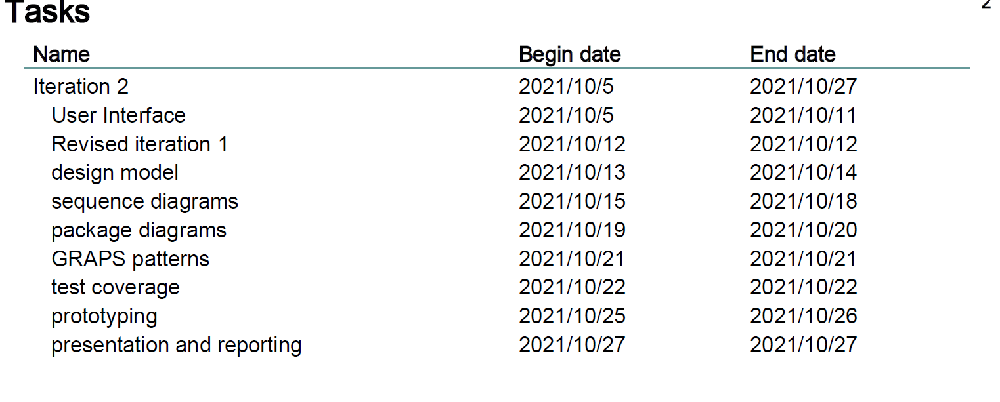 Tasks 2
Name Begin date End date
Iteration 2 2021/10/5 2021/10/27
User Interface 2021/10/5 2021/10/11
Revised iteration 1 2021/10/12 2021/10/12
design model 2021/10/13 2021/10/14
sequence diagrams 2021/10/15 2021/10/18
package diagrams 2021/10/19 2021/10/20
GRAPS patterns 2021/10/21 2021/10/21
test coverage 2021/10/22 2021/10/22
prototyping 2021/10/25 2021/10/26
presentation and reporting 2021/10/27 2021/10/27